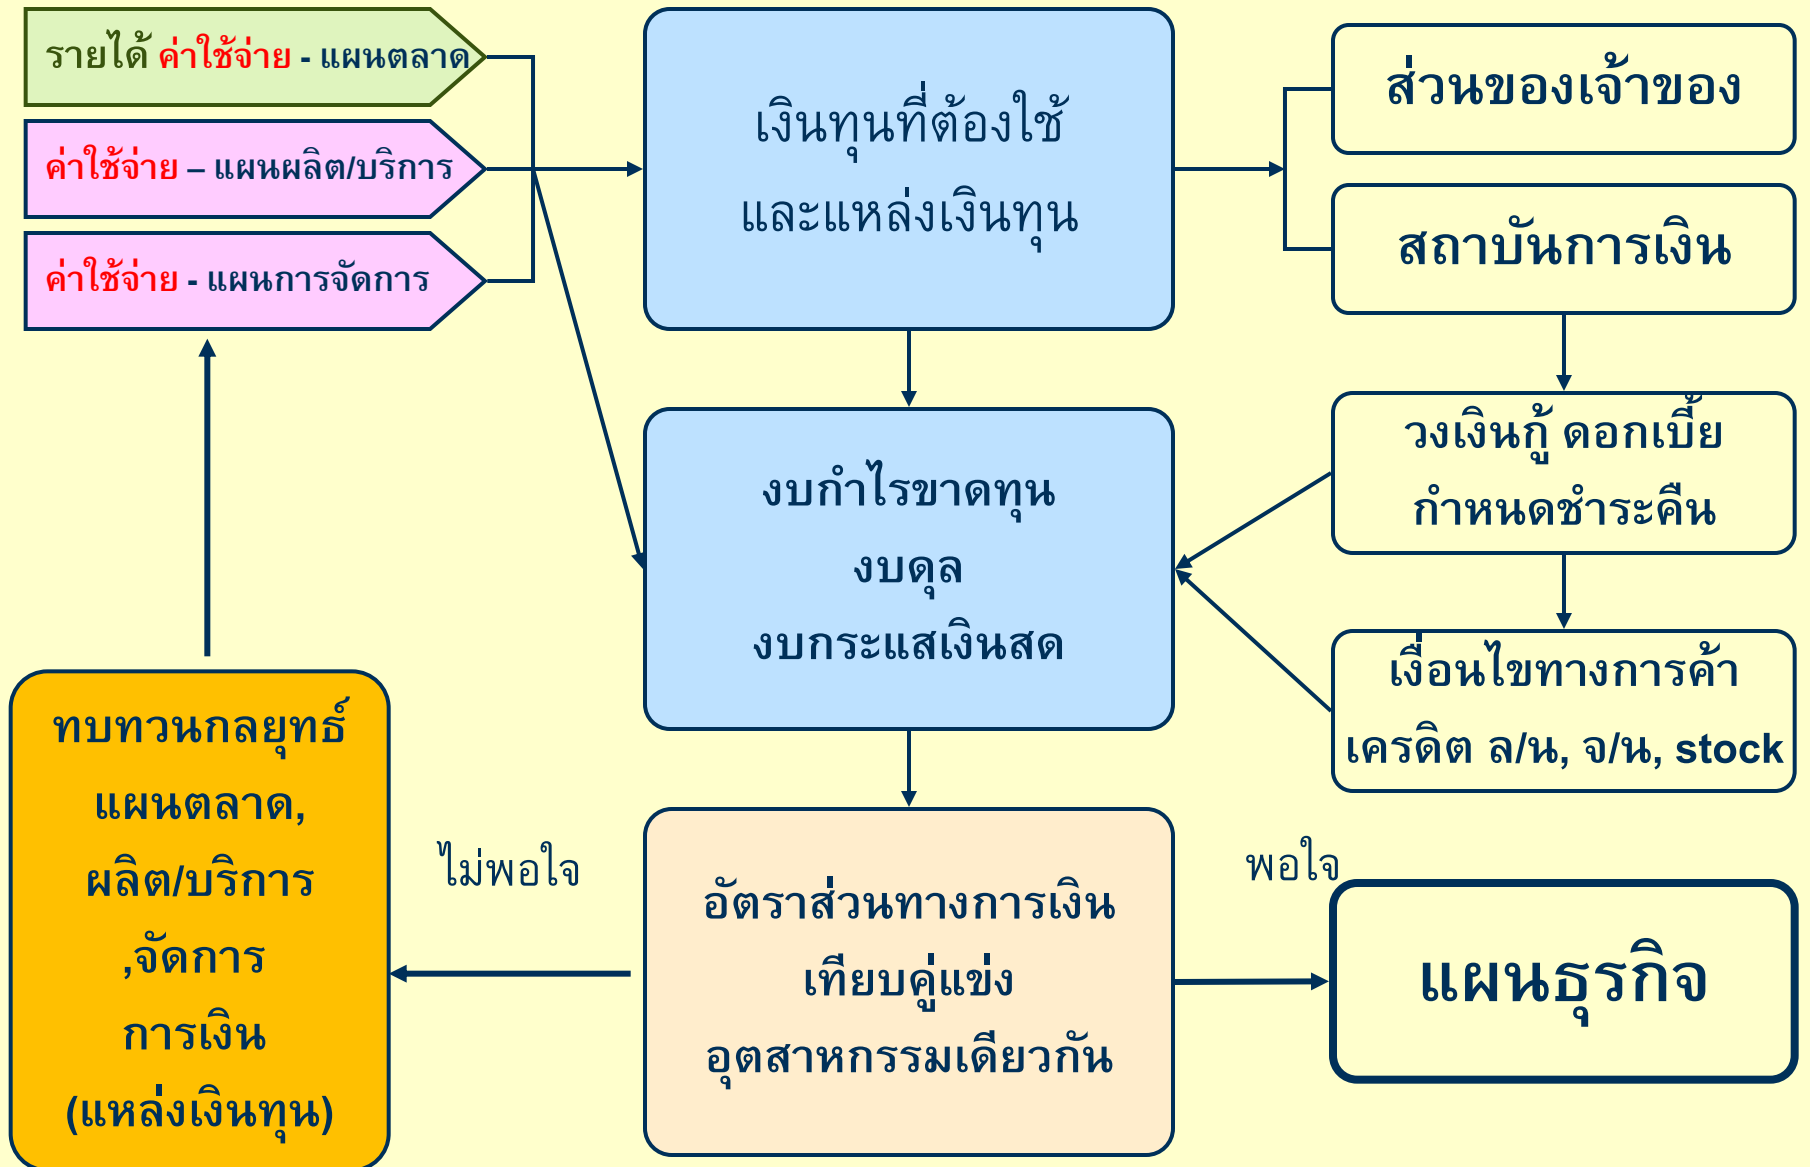 รายได้ ค่าใช้จ่าย - แผนตลาด
ค่าใช้จ่าย – แผนผลิต/บริการ
ค่าใช้จ่าย - แผนการจัดการ
เงินทุนที่ต้องใช้
และแหล่งเงินทุน
ส่วนของเจ้าของ
สถาบันการเงิน
วงเงินกู้ ดอกเบี้ย
กำหนดชำระคืน
งบกำไรขาดทุน
งบดุล
งบกระแสเงินสด
เงื่อนไขทางการค้า
เครดิต ล/น, จ/น, stock
ทบทวนกลยุทธ์
แผนตลาด,
ผลิต/บริการ
,จัดการ
การเงิน
(แหล่งเงินทุน)
ไม่พอใจ
อัตราส่วนทางการเงิน
เทียบคู่แข่ง
อุตสาหกรรมเดียวกัน
พอใจ
แผนธุรกิจ